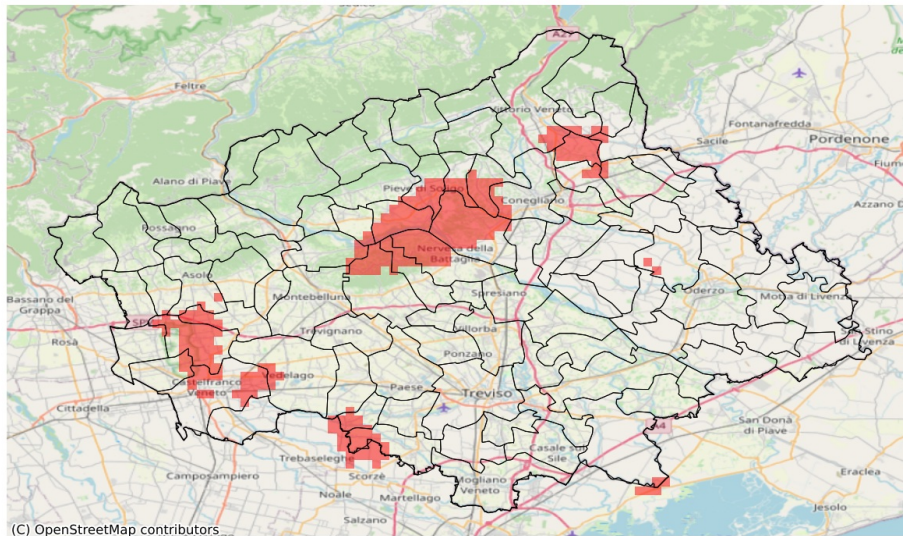 A27
Feltre
Vittorio Veneto
Fontanafredda
Sacile
Pordenone
Alano di Piave
Pieve di Soligo
Conegliano
Azzano D
Possagno
Nervesa della
Battaglia
Asolo
Oderzo
Motta di Livenza
Bassano del
Grappa
Montebelluna
Spresiano
Rosà
Trevignano
Villorba
di Livenza
Ponzano
Castelfranco
Veneto
Vedelago
Paese
Treviso
Cittadella
A4
San Donà
di Piave
Casale sul
Sile
Trebaseleghe
Camposampiero
Scorzè
Mogliano
Veneto
Eraclea
Noale
Martellago
Jesolo
Salzano
(C) OpenStreetMap contributors